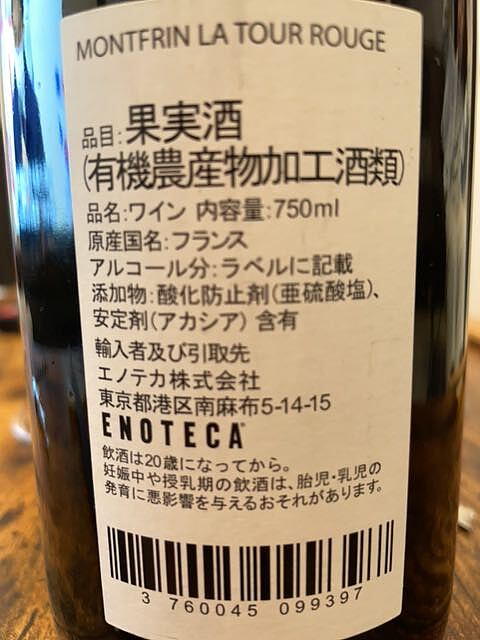 MONTFRIN LA TOUR ROUGE
品目:果実酒
(有機農産物加工酒類)
品名:ワイン 内容量:750ml
原産国名:フランス
アルコール分:ラベルに記載
添加物:酸化防止剤(亜硫酸塩)、
安定剤(アカシア) 含有
輸入者及び引取先
エノテカ株式会社
東京都港区南麻布5-14-15
ENOTECA
飲酒は20歳になってから。
妊娠中や授乳期の飲酒は、胎児・乳児の
発育に悪影響を与えるおそれがあります。
3 760045 099397